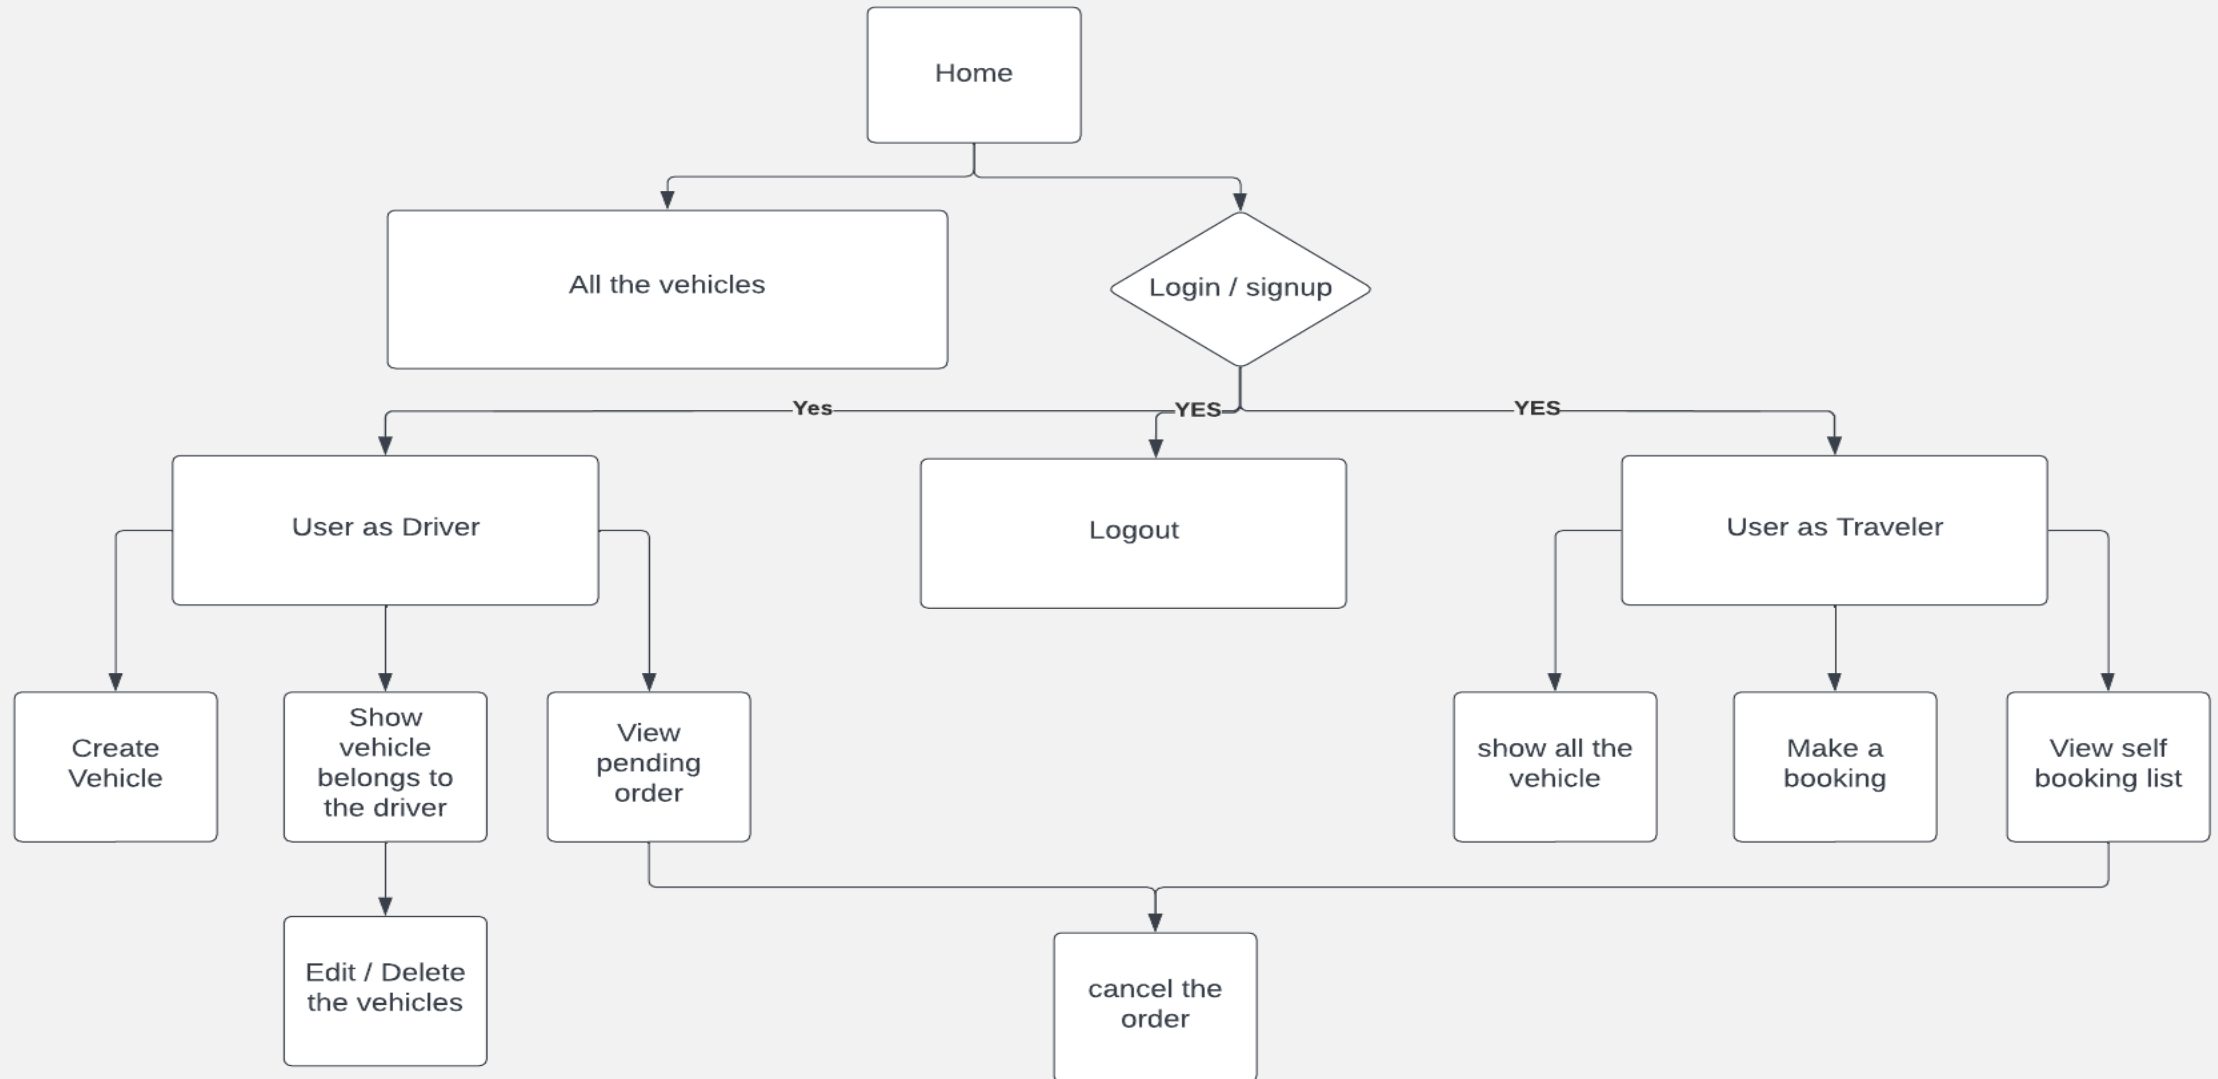 Home
All the vehicles
Login / signup
Yes
YES
YES
User as Driver
Logout
User as Traveler
Create
Vehicle
Show
vehicle
belongs to
the driver
View
pending
order
show all the
vehicle
Make a
booking
View self
booking list
Edit / Delete
the vehicles
cancel the
order